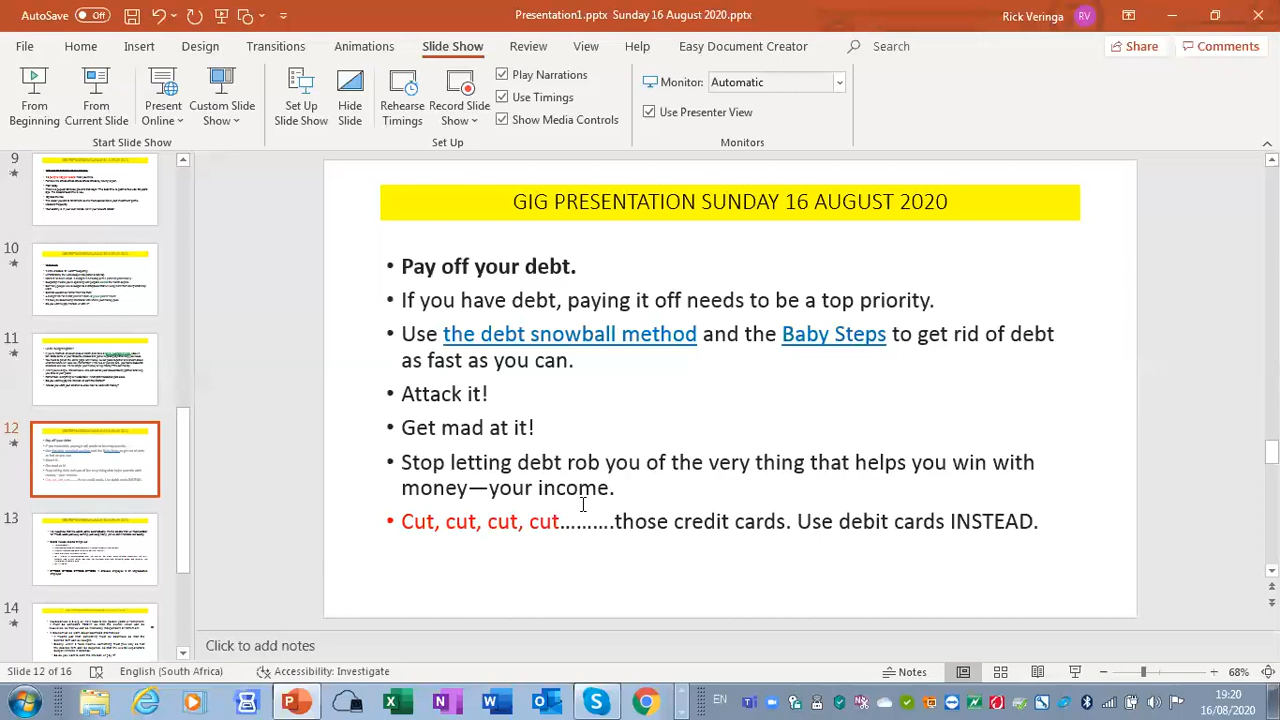 AutoSave Off Presentation1.pptx Sunday 16 August 2020.pptx Rick Veringa RV
File Home Insert Design Transitions Animations Slide Show Review View Help Easy Document Creator Search Share Comments
From Beginning
From Current Slide
Present Online
Custom Slide Show
Set Up Slide Show
Hide Slide
Rehearse Timings
Record Slide Show
Play Narrations
Use Timings
Show Media Controls
Monitor: Automatic
Use Presenter View
Start Slide Show Set Up Monitors
9
10
11
12
13
14
GIG PRESENTATION SUNDAY 16 AUGUST 2020
• Pay off your debt.
• If you have debt, paying it off needs to be a top priority.
• Use the debt snowball method and the Baby Steps to get rid of debt
as fast as you can.
• Attack it!
• Get mad at it!
• Stop letting debt rob you of the very thing that helps you win with
money—your income.
• Cut, cut, cut, cut..........those credit cards. Use debit cards INSTEAD.
Click to add notes
Slide 12 of 16 English (South Africa) Accessibility: Investigate Notes 68%
EN 19:20
16/08/2020